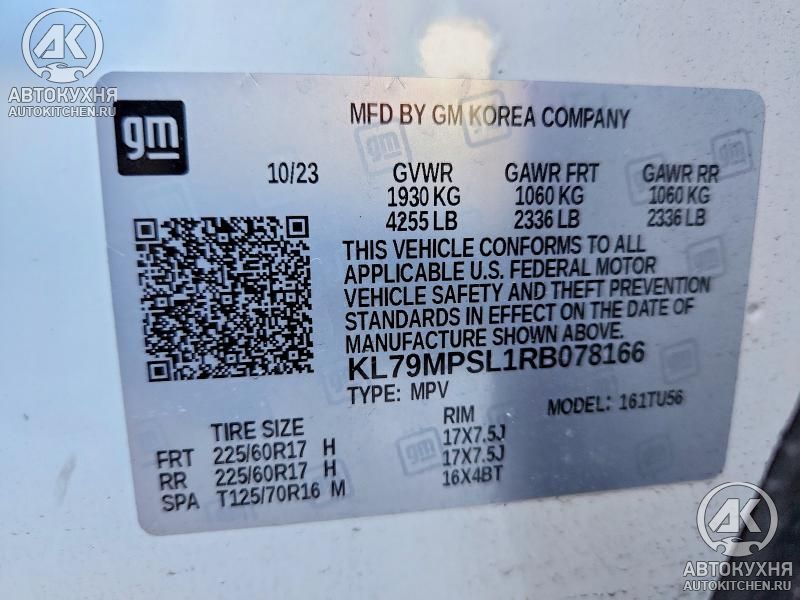 AK
АВТОКУХНЯ
AUTOKITCHEN.RU
gm
MFD BY GM KOREA COMPANY
10/23 GVWR GAWR FRT GAWR RR
1930 KG 1060 KG 1060 KG
4255 LB 2336 LB 2336 LB
THIS VEHICLE CONFORMS TO ALL
APPLICABLE U.S. FEDERAL MOTOR
VEHICLE SAFETY AND THEFT PREVENTION
STANDARDS IN EFFECT ON THE DATE OF
MANUFACTURE SHOWN ABOVE.
KL79MPSL1RB078166
TYPE: MPV MODEL: 161TU56
TIRE SIZE RIM
FRT 225/60R17 H 17X7.5J
RR 225/60R17 H 17X7.5J
SPA T125/70R16 M 16X4BT
AK
АВТОКУХНЯ
AUTOKITCHEN.RU